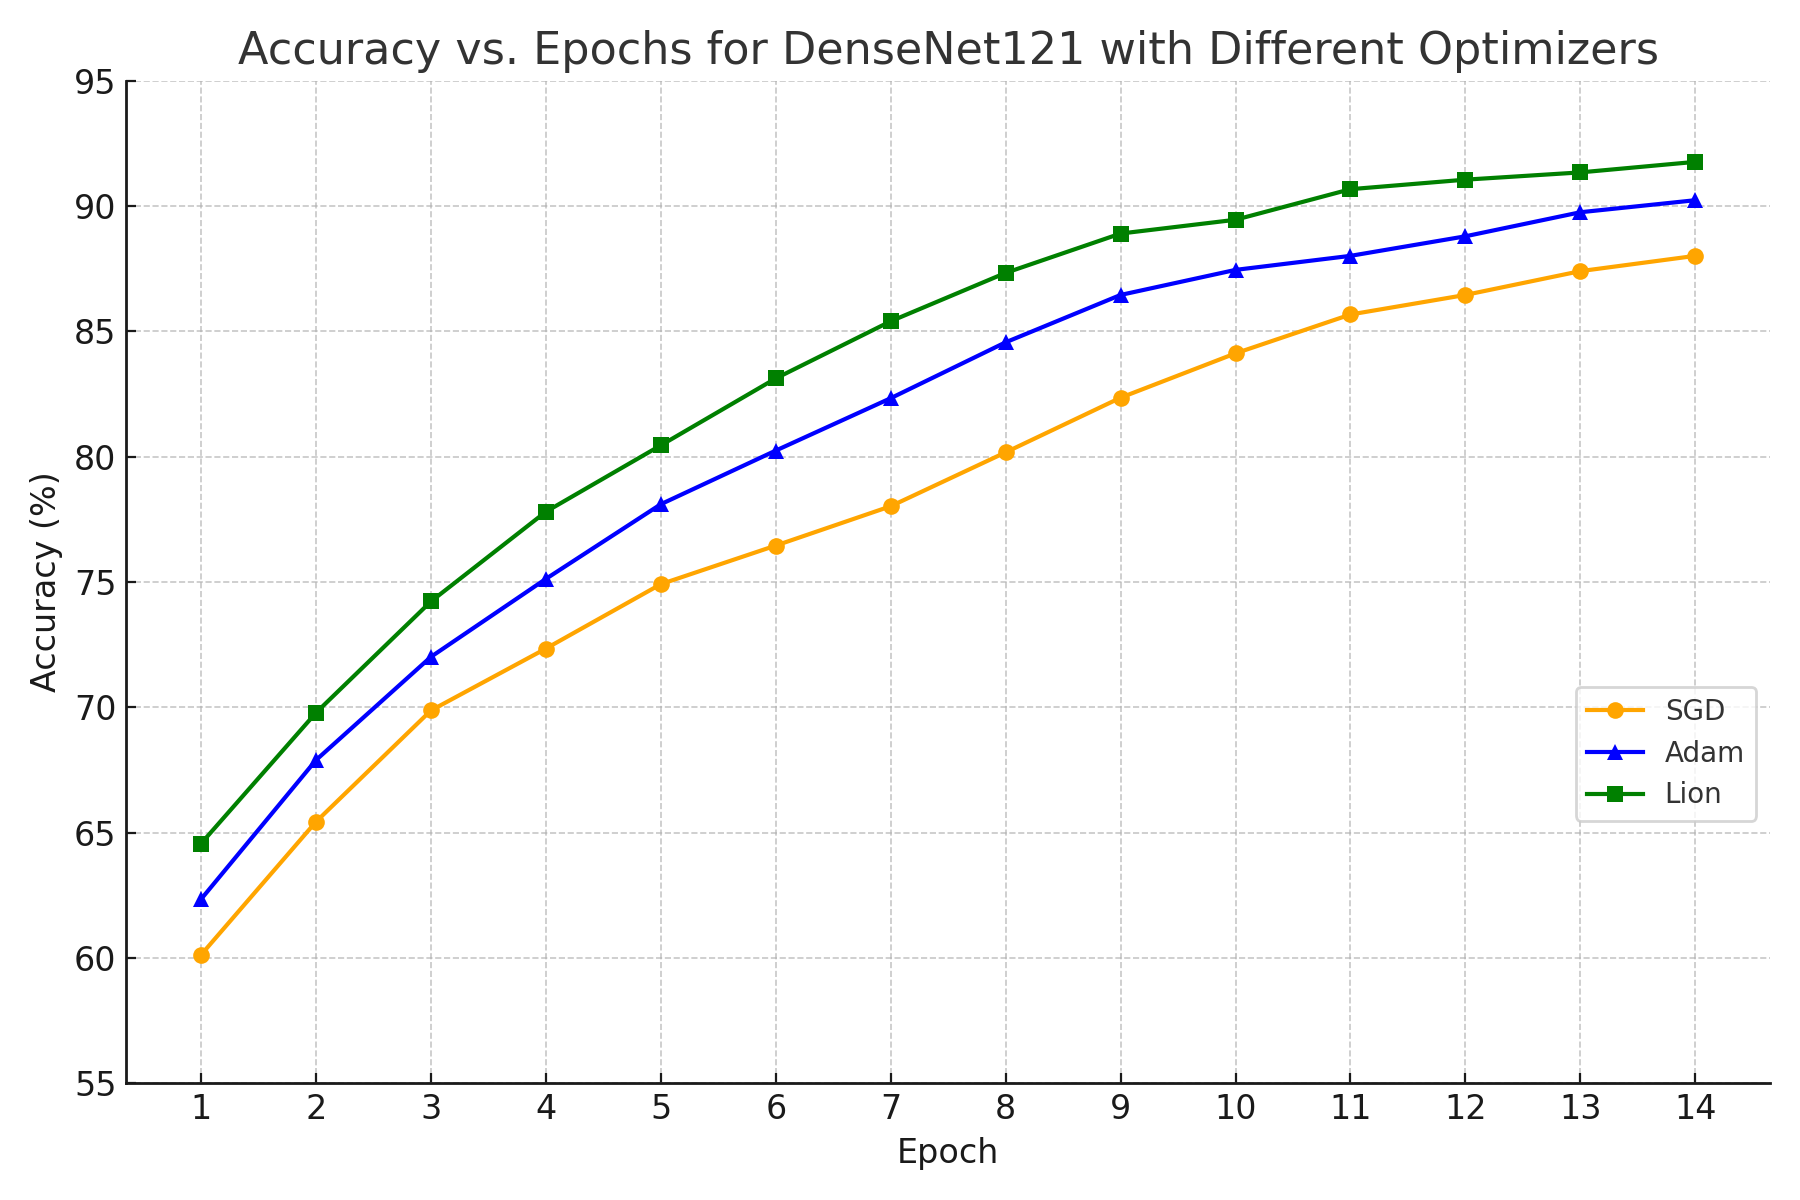 Accuracy vs. Epochs for DenseNet121 with Different Optimizers
95
90
85
80
75
70
65
60
55
Accuracy (%)
SGD
Adam
Lion
1 2 3 4 5 6 7 8 9 10 11 12 13 14
Epoch